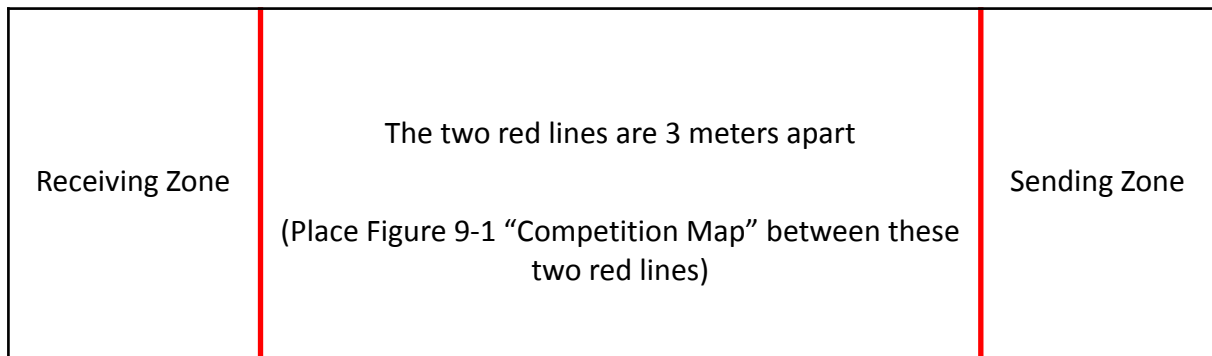 The two red lines are 3 meters apart
Receiving Zone
Sending Zone
(Place Figure 9-1 “Competition Map” between these
two red lines)